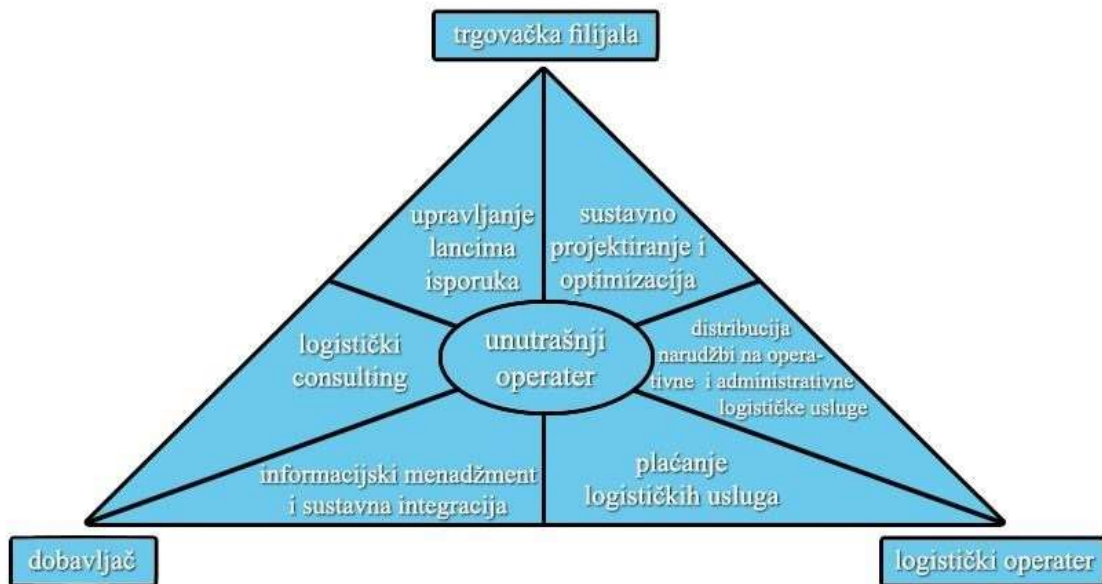 trgovačka filijala
upravljanje
lancima
isporuka
sustavno
projektiranje i
optimizacija
logistički
consulting
unutrašnji
operater
distribucija
narudžbi na opera-
tivne i administrativne
logističke usluge
informacijski menadžment
i sustavna integracija
plaćanje
logističkih usluga
dobavljač
logistički operater